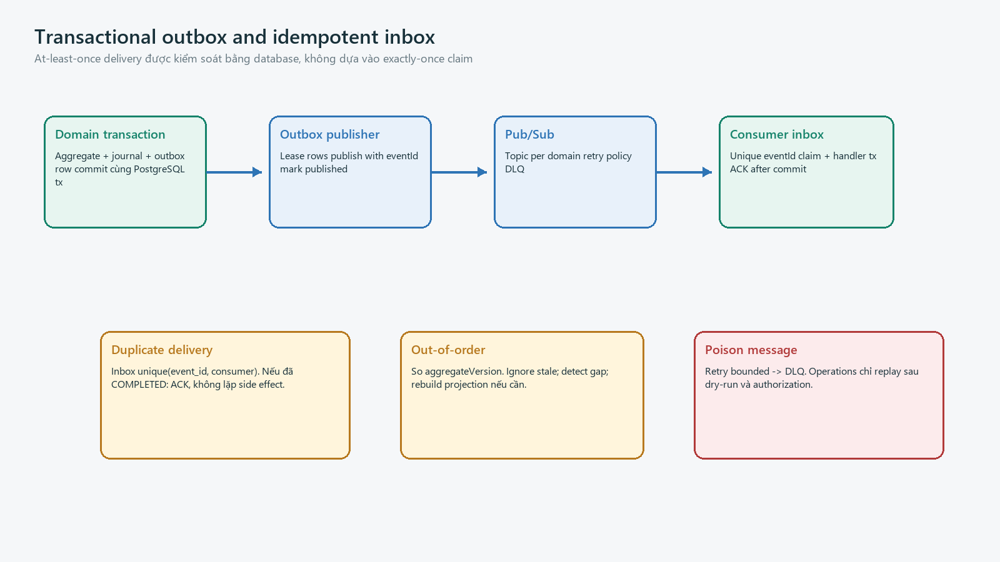 Transactional outbox and idempotent inbox
At-least-once delivery được kiểm soát bằng database, không dựa vào exactly-once claim
Domain transaction
Aggregate + journal + outbox
row commit cùng PostgreSQL
tx
Outbox publisher
Lease rows publish with eventId
mark published
Pub/Sub
Topic per domain retry policy
DLQ
Consumer inbox
Unique eventId claim + handler tx
ACK after commit
Duplicate delivery
Inbox unique(event_id, consumer). Nếu đã
COMPLETED: ACK, không lặp side effect.
Out-of-order
So aggregateVersion. Ignore stale; detect gap;
rebuild projection nếu cần.
Poison message
Retry bounded -> DLQ. Operations chỉ replay sau
dry-run và authorization.